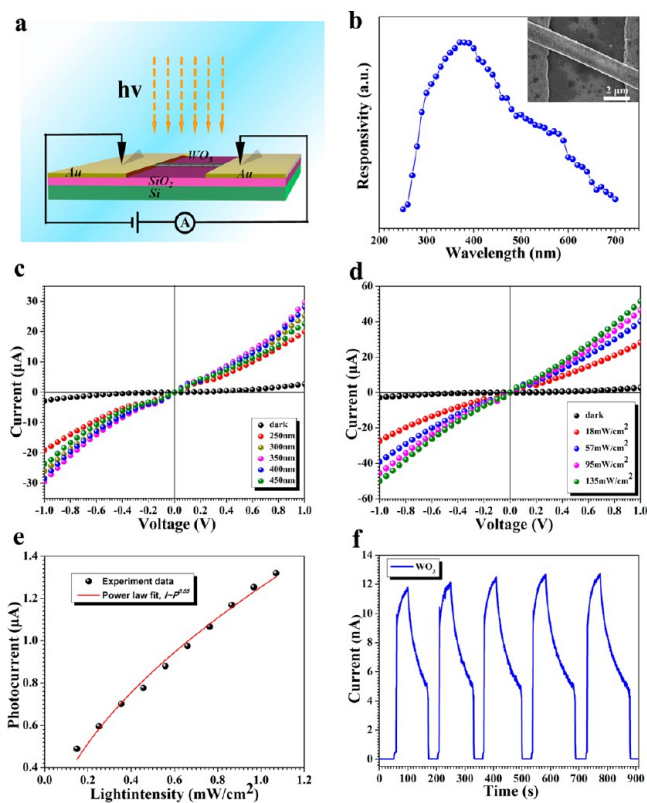 a
hv
WO3
Au
Au
SiO2
Si
A
b
Responsivity (a.u.)
2 μm
200 300 400 500 600 700 800
Wavelength (nm)
c
Current (μA)
30
20
10
0
-10
-20
-30
dark
250nm
300nm
350nm
400nm
450nm
-1.0 -0.8 -0.6 -0.4 -0.2 0.0 0.2 0.4 0.6 0.8 1.0
Voltage (V)
d
Current (μA)
60
40
20
0
-20
-40
-60
dark
18mW/cm2
57mW/cm2
95mW/cm2
135mW/cm2
-1.0 -0.8 -0.6 -0.4 -0.2 0.0 0.2 0.4 0.6 0.8 1.0
Voltage (V)
e
Photocurrent (μA)
1.4
1.2
1.0
0.8
0.6
0.4
Experiment data
Power law fit, I~P
0.0 0.2 0.4 0.6 0.8 1.0 1.2
Lightintensity (mW/cm2)
f
Current (nA)
14
12
10
8
6
4
2
0
WO3
0 100 200 300 400 500 600 700 800 900
Time (s)